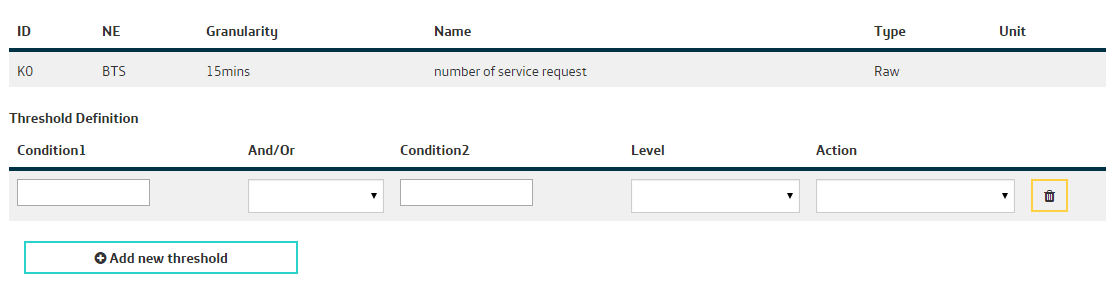 ID NE Granularity Name Type Unit
K0 BTS 15mins number of service request Raw
Threshold Definition
Condition1 And/Or Condition2 Level Action
Add new threshold